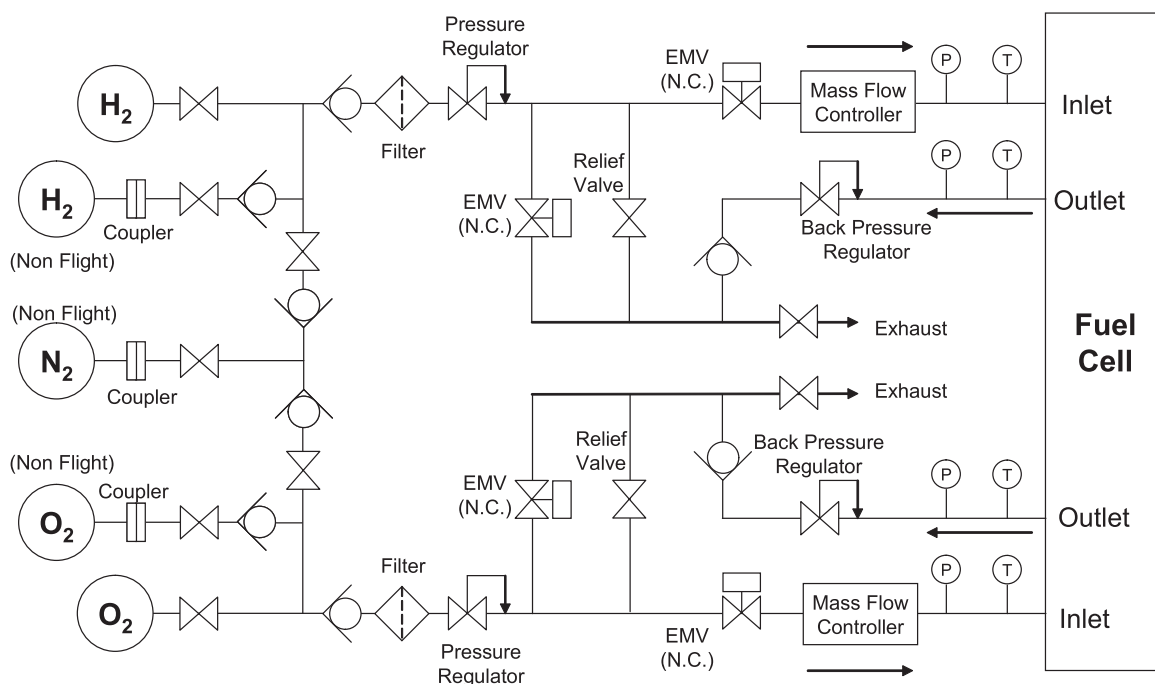 Pressure
Regulator
EMV
(N.C.)
P
T
H2
Mass Flow
Controller
Inlet
Filter
P
T
H2
Relief
Valve
EMV
(N.C.)
Outlet
Coupler
Back Pressure
Regulator
(Non Flight)
(Non Flight)
Exhaust
Fuel
Cell
N2
Coupler
Exhaust
(Non Flight)
Relief
Valve
Back Pressure
Regulator
Coupler
EMV
(N.C.)
P
T
O2
Outlet
Filter
P
T
O2
Mass Flow
Controller
Inlet
EMV
(N.C.)
Pressure
Regulator